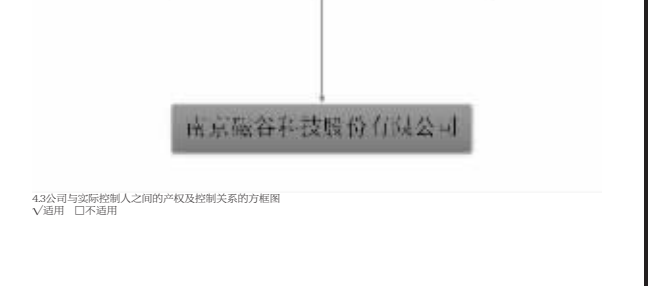 南京磁谷科技股份有限公司
4.3公司与实际控制人之间的产权及控制关系的方框图
√适用 □不适用